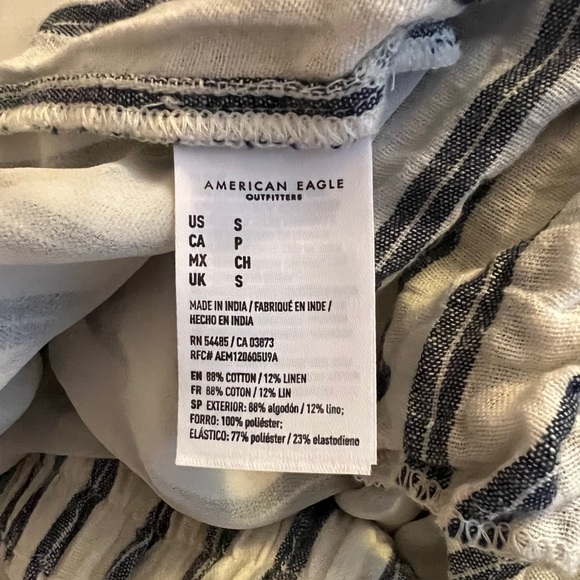 AMERICAN EAGLE
OUTFITTERS
US S
CA P
MX CH
UK S
MADE IN INDIA / FABRIQUÉ EN INDE /
HECHO EN INDIA
RN 54485 / CA 03873
RFC# AEM120605U9A
EN 88% COTTON / 12% LINEN
FR 88% COTON / 12% LIN
SP EXTERIOR: 88% algodón / 12% lino;
FORRO: 100% poliéster;
ELÁSTICO: 77% poliéster / 23% elastodieno